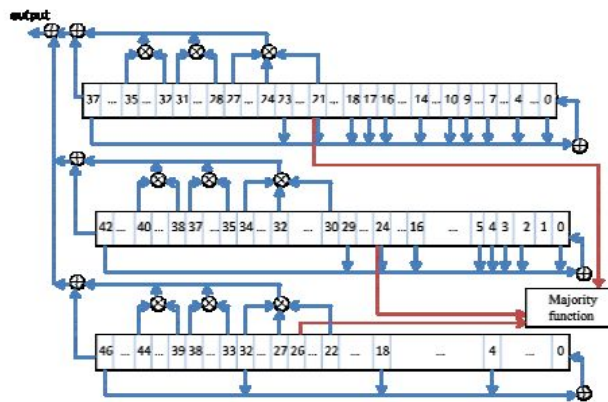 output
37 ... 35 ... 32 31 ... 28 27 ... 24 23 ... 21 ... 18 17 16 ... 14 ... 10 9 ... 7 ... 4 ... 0
42 ... 40 ... 38 37 ... 35 34 ... 32 ... 30 29 ... 24 ... 16 ... 5 4 3 ... 2 1 0
Majority
function
46 ... 44 ... 39 38 ... 33 32 ... 27 26 ... 22 ... 18 ... 4 ... 0